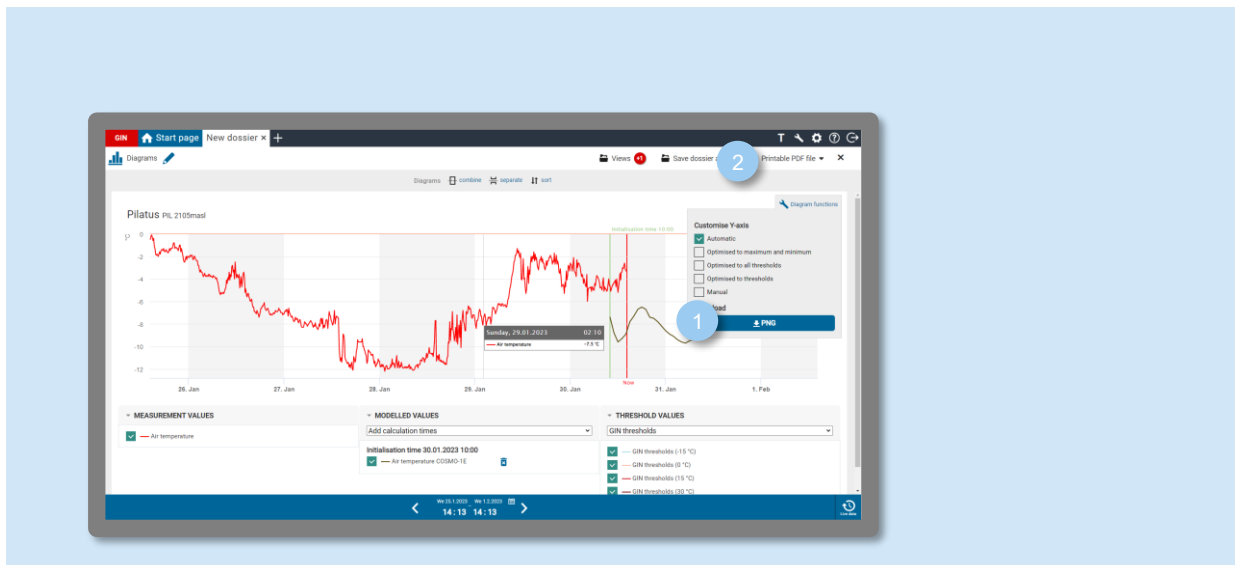 GIN Start page New dossier × + T
Diagrams Views +1 Save dossier 2 Printable PDF file ×
Diagrams combine separate sort
Diagram functions
Pilatus PIL 2105masl
Initialisation time 10:00
Customise Y-axis
Automatic
Optimised to maximum and minimum
Optimised to all thresholds
Optimised to thresholds
Manual
1 PNG
0
-2
-4
-6
-8
-10
-12
Sunday, 29.01.2023 02:10
Air temperature -7.5 °C
Now
26. Jan 27. Jan 28. Jan 29. Jan 30. Jan 31. Jan 1. Feb
MEASUREMENT VALUES
Air temperature
MODELLED VALUES
Add calculation times
Initialisation time 30.01.2023 10:00
Air temperature COSMO-1E
THRESHOLD VALUES
GIN thresholds
GIN thresholds (-15 °C)
GIN thresholds (0 °C)
GIN thresholds (15 °C)
GIN thresholds (30 °C)
14:13 14:13